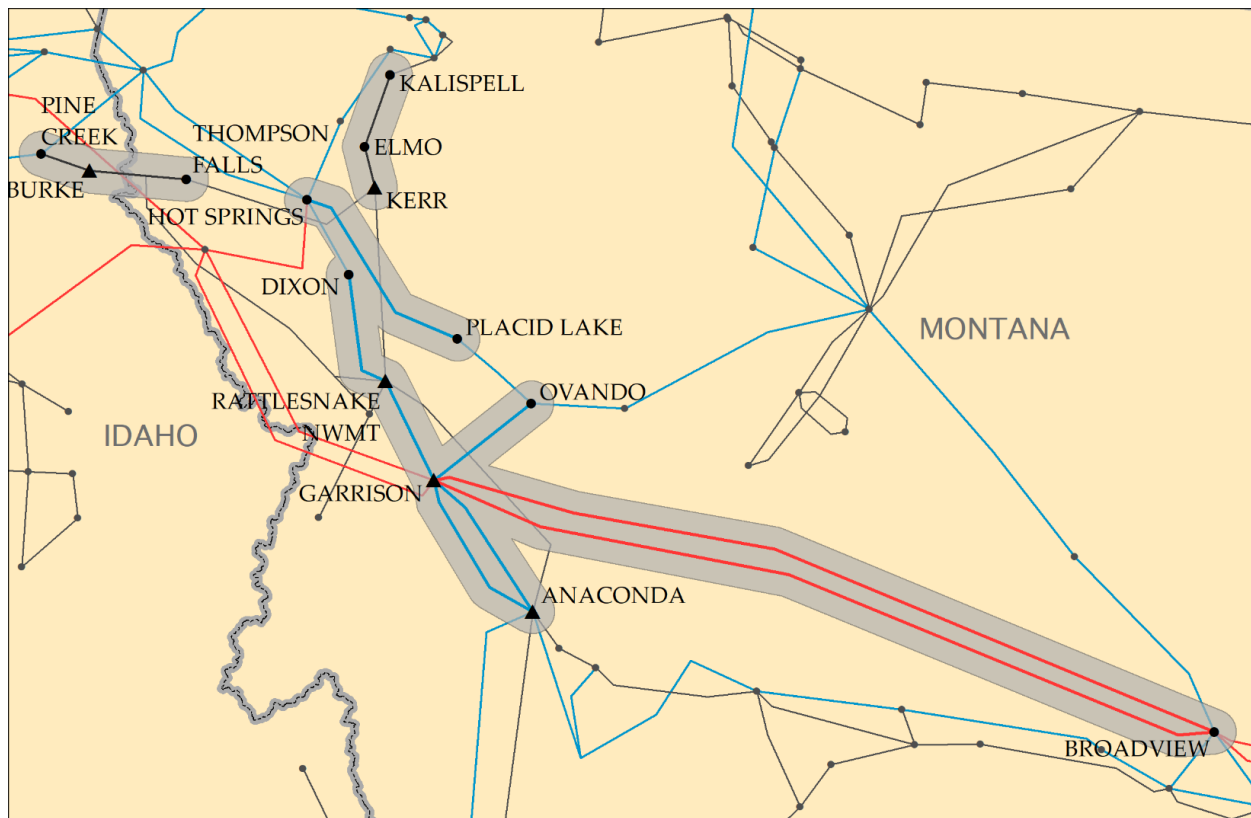 KALISPELL
PINE
CREEK
THOMPSON
FALLS
ELMO
BURKE
KERR
HOT SPRINGS
DIXON
PLACID LAKE
MONTANA
OVANDO
RATTLESNAKE
NWMT
IDAHO
GARRISON
ANACONDA
BROADVIEW